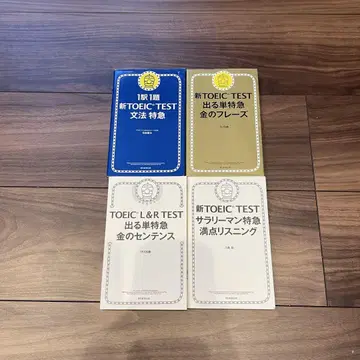 1駅1題
新TOEIC® TEST
文法 特急
新TOEIC® TEST
出る単特急
金のフレーズ
TOEIC® L&R TEST
出る単特急
金のセンテンス
新TOEIC® TEST
サラリーマン特急
満点リスニング